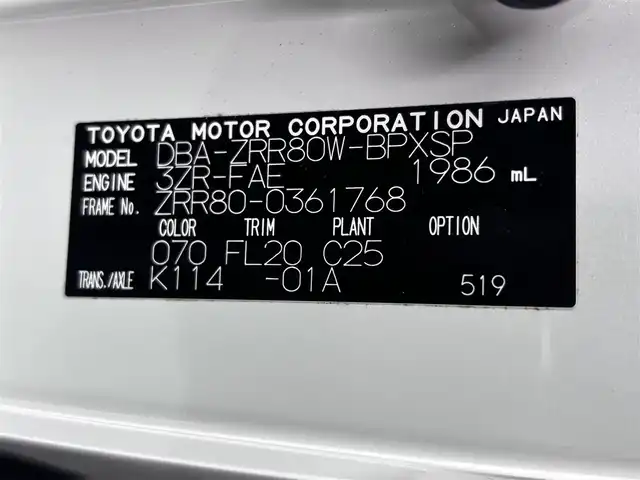 TOYOTA MOTOR CORPORATION JAPAN
MODEL DBA-ZRR80W-BPXSP
ENGINE 3ZR-FAE 1986 mL
FRAME No. ZRR80-0361768
COLOR TRIM PLANT OPTION
070 FL20 C25
TRANS./AXLE K114 -01A 519